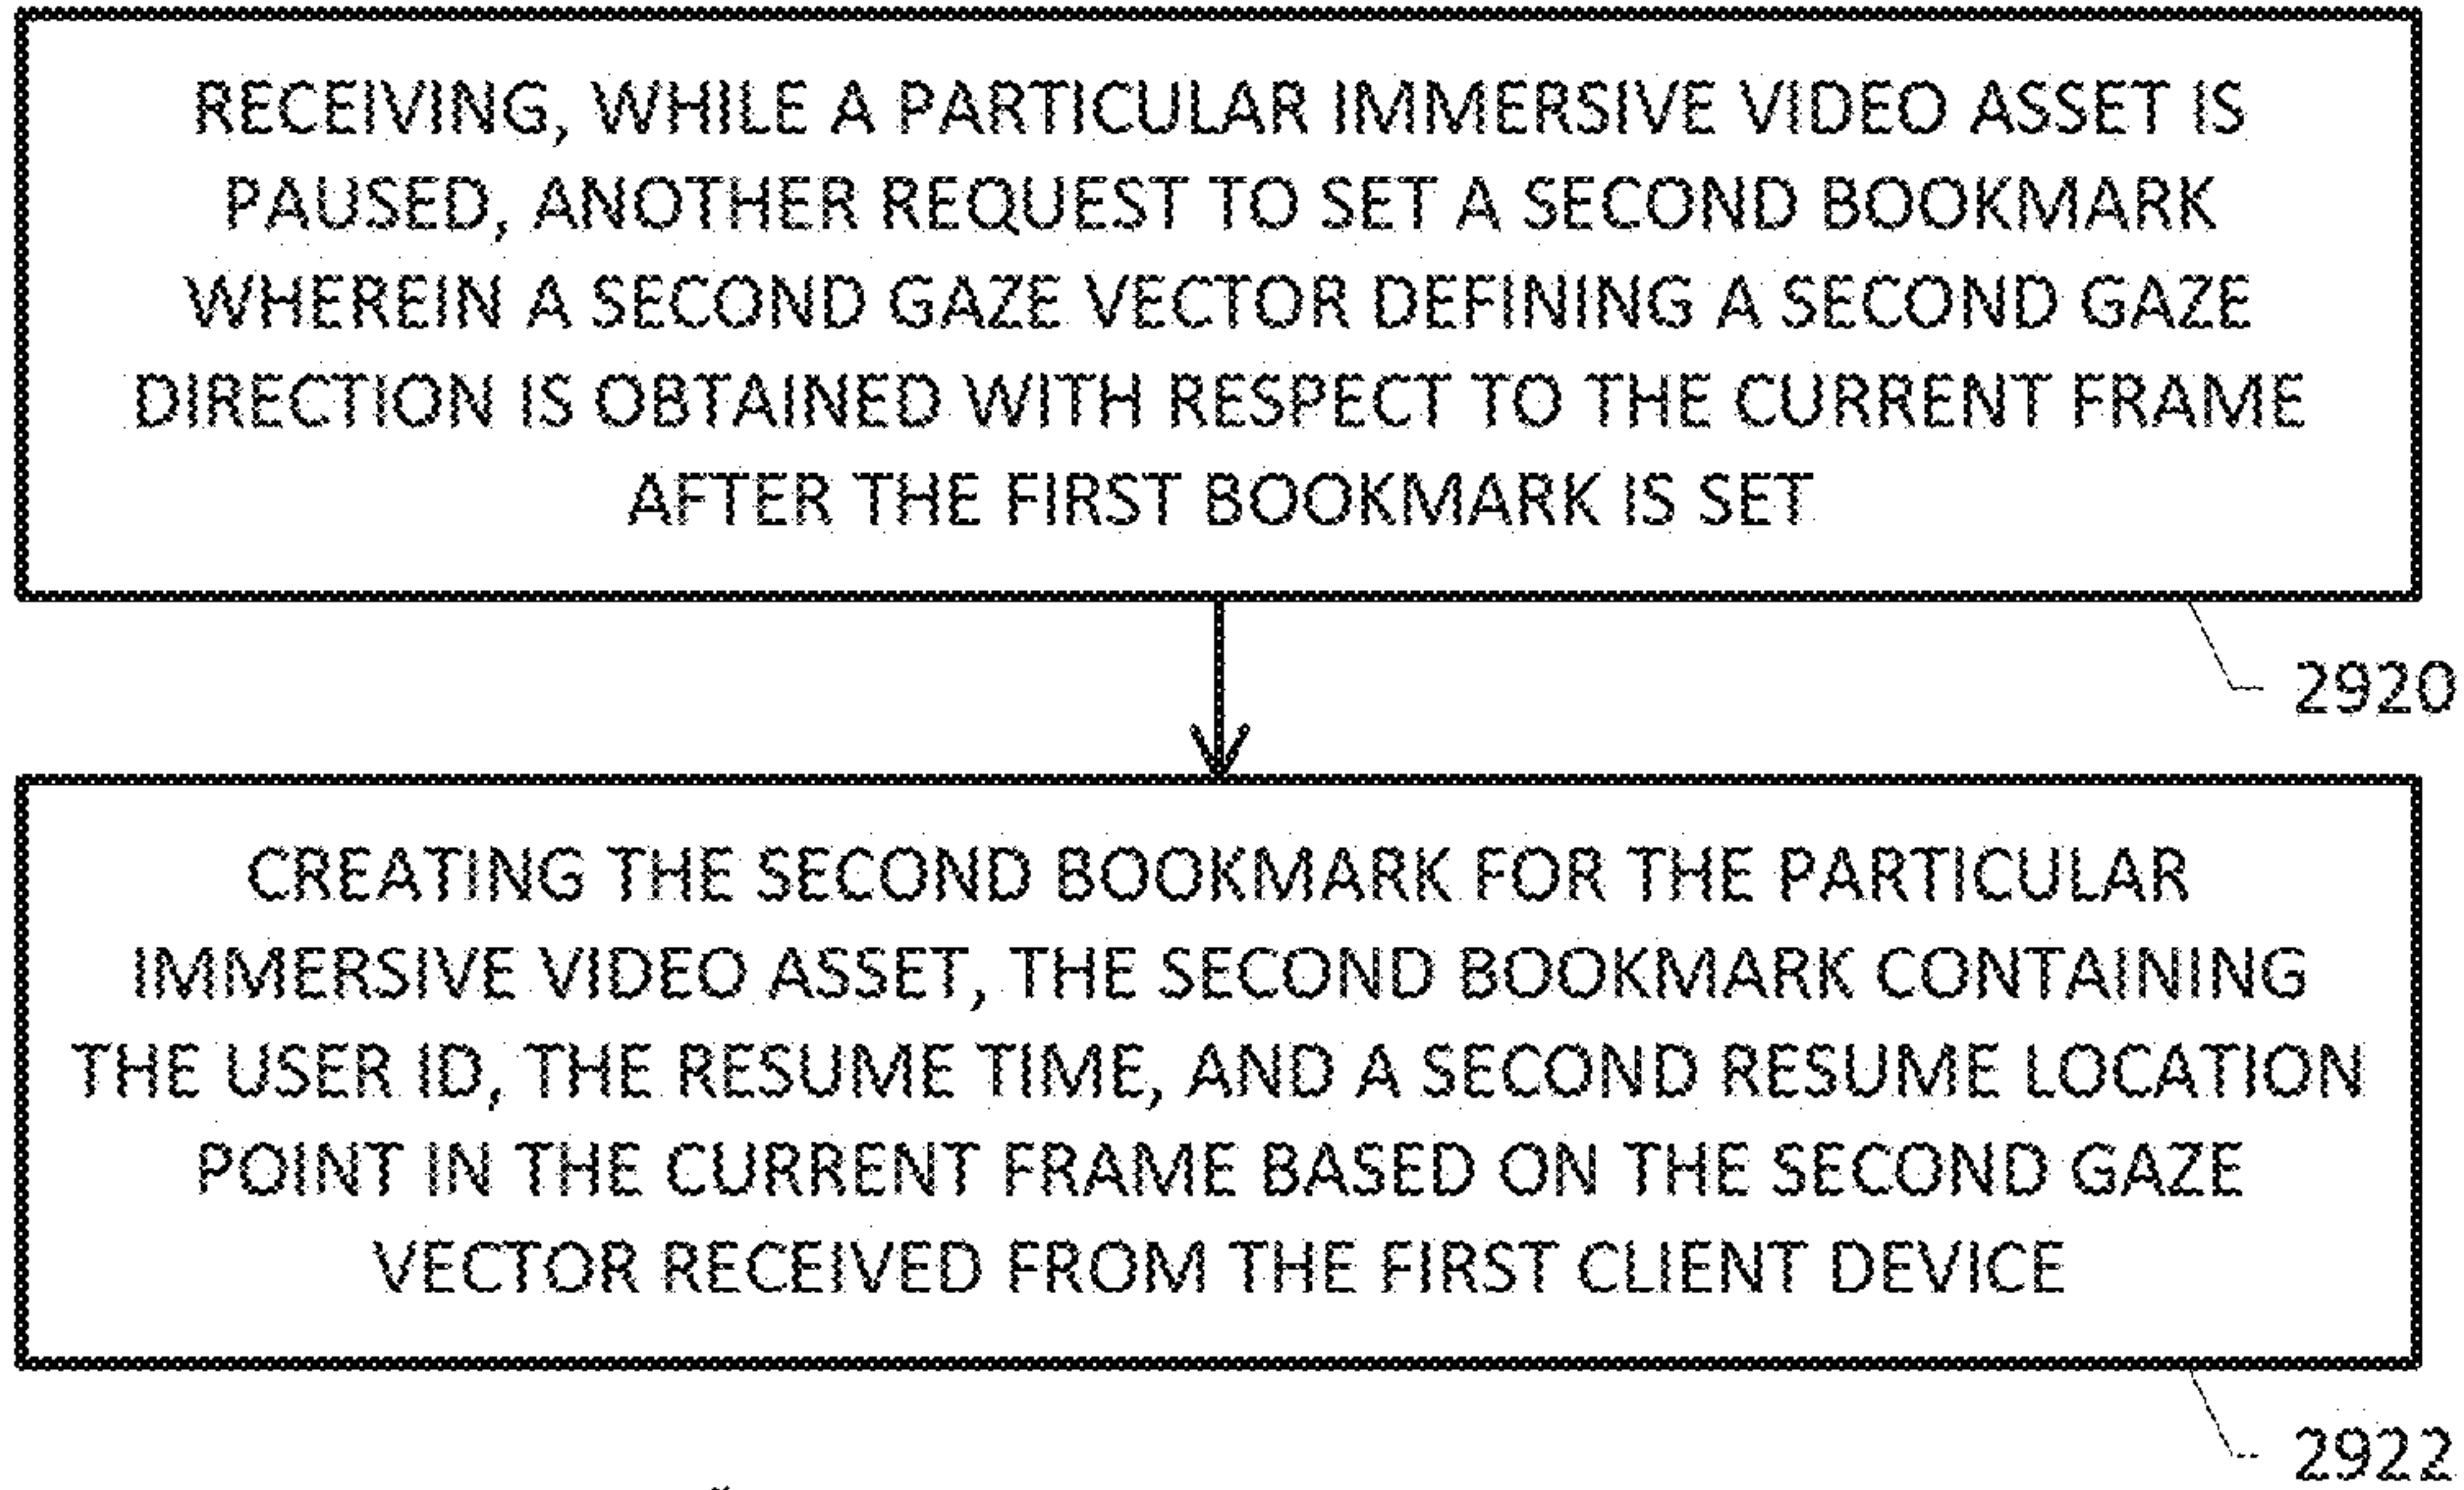 RECEIVING, WHILE A PARTICULAR IMMERSIVE VIDEO ASSET IS
PAUSED, ANOTHER REQUEST TO SET A SECOND BOOKMARK
WHEREIN A SECOND GAZE VECTOR DEFINING A SECOND GAZE
DIRECTION IS OBTAINED WITH RESPECT TO THE CURRENT FRAME
AFTER THE FIRST BOOKMARK IS SET
2920
CREATING THE SECOND BOOKMARK FOR THE PARTICULAR
IMMERSIVE VIDEO ASSET, THE SECOND BOOKMARK CONTAINING
THE USER ID, THE RESUME TIME, AND A SECOND RESUME LOCATION
POINT IN THE CURRENT FRAME BASED ON THE SECOND GAZE
VECTOR RECEIVED FROM THE FIRST CLIENT DEVICE
2922